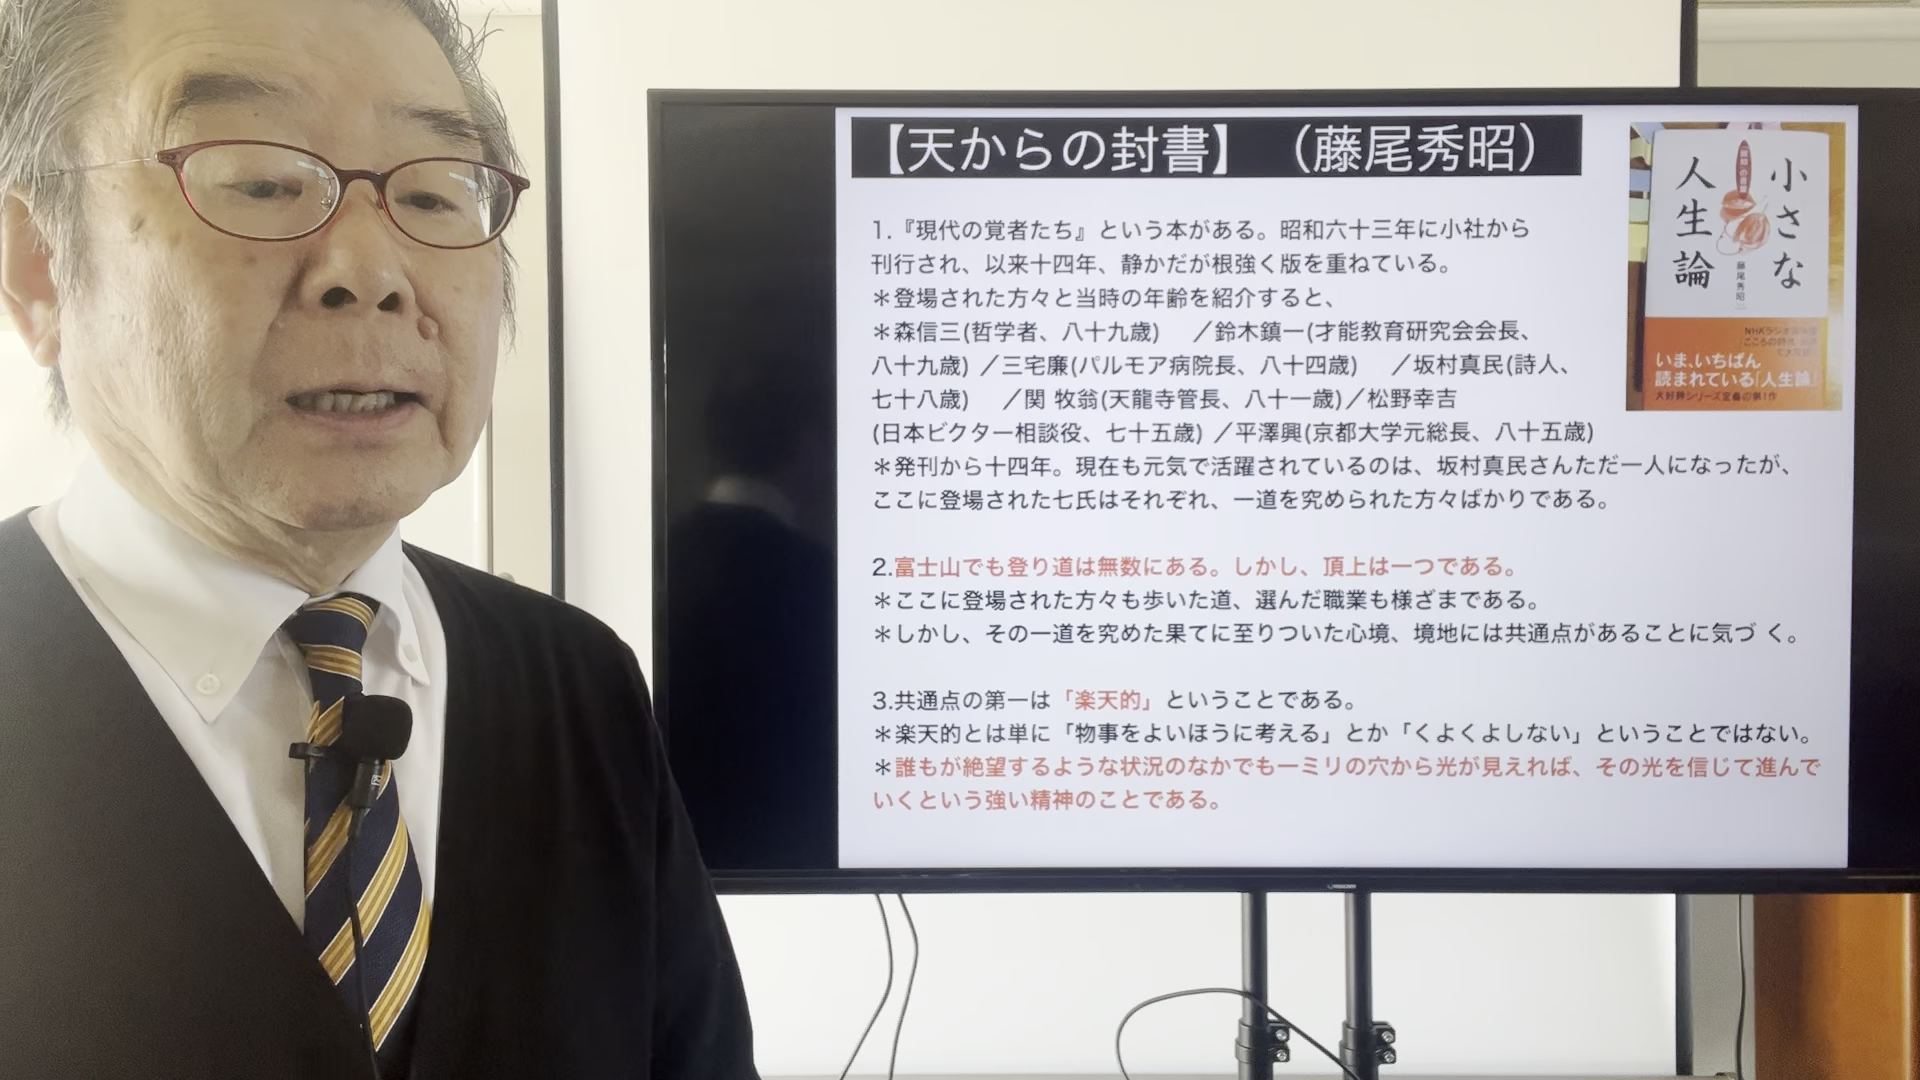 【天からの封書】（藤尾秀昭）
1.『現代の覚者たち』という本がある。昭和六十三年に小社から
刊行され、以来十四年、静かだが根強く版を重ねている。
＊登場された方々と当時の年齢を紹介すると、
＊森信三(哲学者、八十九歳)　／鈴木鎮一(才能教育研究会会長、
八十九歳) ／三宅廉(パルモア病院長、八十四歳)　／坂村真民(詩人、
七十八歳)　／関 牧翁(天龍寺管長、八十一歳)／松野幸吉
(日本ビクター相談役、七十五歳) ／平澤興(京都大学元総長、八十五歳)
＊発刊から十四年。現在も元気で活躍されているのは、坂村真民さんただ一人になったが、
ここに登場された七氏はそれぞれ、一道を究められた方々ばかりである。
2.富士山でも登り道は無数にある。しかし、頂上は一つである。
＊ここに登場された方々も歩いた道、選んだ職業も様ざまである。
＊しかし、その一道を究めた果てに至りついた心境、境地には共通点があることに気づ く。
3.共通点の第一は「楽天的」ということである。
＊楽天的とは単に「物事をよいほうに考える」とか「くよくよしない」ということではない。
＊誰もが絶望するような状況のなかでも一ミリの穴から光が見えれば、その光を信じて進んで
いくという強い精神のことである。
小さな
人生論
藤尾秀昭
いま、いちばん
読まれている「人生論」